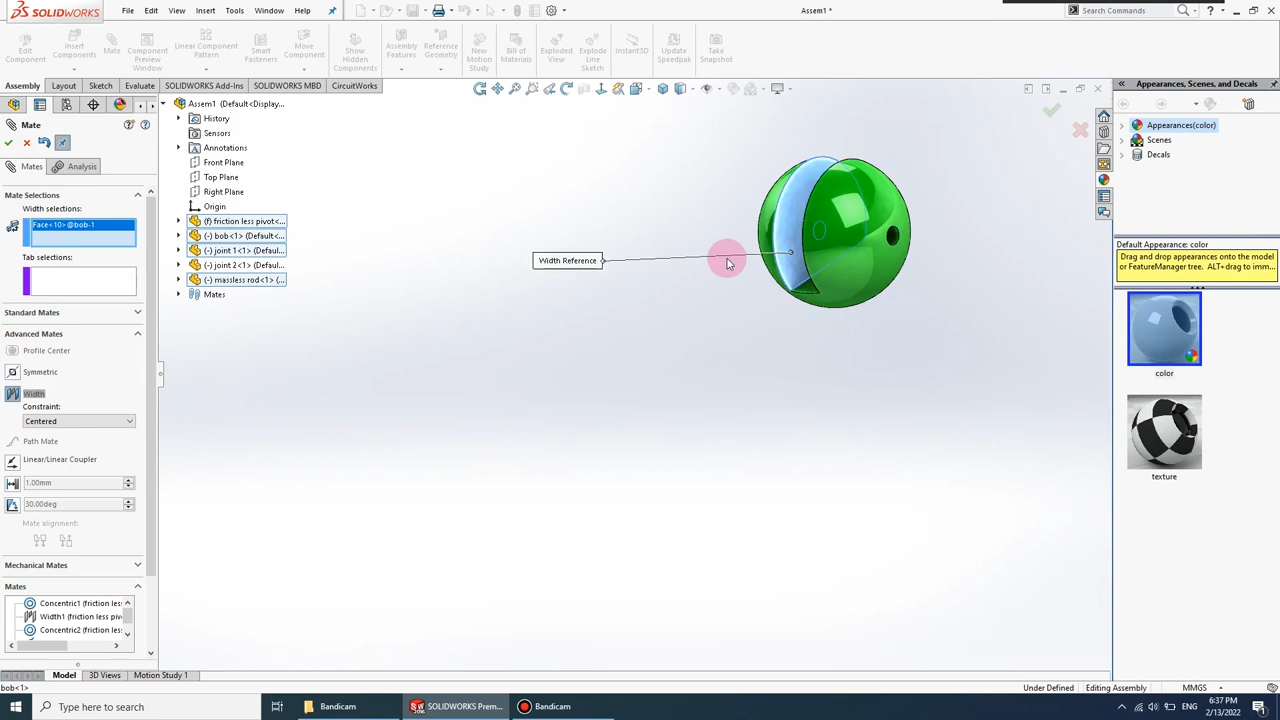 SOLIDWORKS
File Edit View Insert Tools Window Help
Assem1 *
Search Commands
Edit Component
Insert Components
Mate
Component Preview Window
Linear Component Pattern
Smart Fasteners
Move Component
Show Hidden Components
Assembly Features
Reference Geometry
New Motion Study
Bill of Materials
Exploded View
Explode Line Sketch
Instant3D
Update Speedpak
Take Snapshot
Assembly Layout Sketch Evaluate SOLIDWORKS Add-Ins SOLIDWORKS MBD CircuitWorks
Mate
Mates Analysis
Mate Selections
Width selections:
Face<10>@bob-1
Tab selections:
Standard Mates
Advanced Mates
Profile Center
Symmetric
Width
Constraint:
Centered
Path Mate
Linear/Linear Coupler
1.00mm
30.00deg
Mate alignment:
Mechanical Mates
Mates
Concentric1 (friction les:
Width1 (friction less piv
Concentric2 (friction les:
Assem1 (Default<Display...
History
Sensors
Annotations
Front Plane
Top Plane
Right Plane
Origin
(f) friction less pivot<...
(-) bob<1> (Default<...
(-) joint 1<1> (Default...
(-) joint 2<1> (Default...
(-) massless rod<1> (...
Mates
Width Reference
Appearances, Scenes, and Decals
Appearances(color)
Scenes
Decals
Default Appearance: color
Drag and drop appearances onto the model
or FeatureManager tree. ALT+drag to imm...
color
texture
Model 3D Views Motion Study 1
bob<1>
Under Defined Editing Assembly MMGS
Type here to search
Bandicam
SOLIDWORKS Prem...
Bandicam
ENG
6:37 PM
2/13/2022